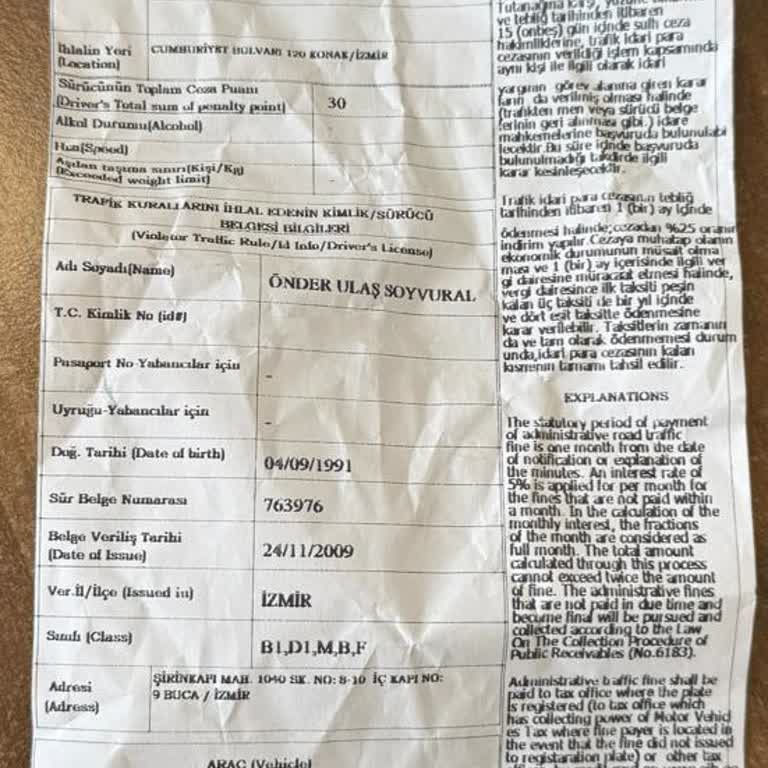 İhlalin Yeri
(Location)
CUMHURİYET BULVARI 120 KONAK/İZMİR
Sürücünün Toplam Ceza Puanı
(Driver's Total sum of penalty point)
30
Alkol Durumu(Alcohol)
Hızı(Speed)
Aşılan taşıma sınırı(Kişi/Kg)
(Exceeded weight limit)
-
TRAFİK KURALLARINI İHLAL EDENİN KİMLİK/SÜRÜCÜ
BELGESİ BİLGİLERİ
(Violator Traffic Rule/Id Info/Driver's License)
Adı Soyadı(Name)
ÖNDER ULAŞ SOYVURAL
T.C. Kimlik No (id#)
Pasaport No-Yabancılar için
-
Uyruğu-Yabancılar için
-
Doğ. Tarihi (Date of birth)
04/09/1991
Sür Belge Numarası
763976
Belge Veriliş Tarihi
(Date of Issue)
24/11/2009
Ver.İl/İlçe (Issued in)
İZMİR
Sınıfı (Class)
B1,D1,M,B,F
Adresi
(Adress)
ŞİRİNKAPI MAH. 1040 SK. NO: 8-10 İÇ KAPI NO:
9 BUCA / İZMİR
ARAÇ (Vehicle)
Tutanağına karşı,
ve tebliğ tarihinden itibaren
15 (onbeş) gün içinde sulh ceza
hakimliklerine, trafik idari para
cezasının verildiği işlem kapsamında
aynı kişi ile ilgili olarak idari
yargının görev alanına giren karar
ların da verilmiş olması halinde
(trafikten men veya sürücü belge
lerinin geri alınması gibi.) idare
mahkemelerine başvuruda bulunulabi
lecektir.Bu süre içinde başvuruda
bulunulmadığı takdirde ilgili
karar kesinleşecektir.
Trafik idari para cezasının tebliğ
tarihinden itibaren 1 (bir) ay içinde
ödenmesi halinde;cezadan %25 oranın
indirim yapılır.Cezaya muhatap olanın
ekonomik durumunun müsait olma
ması ve 1 (bir) ay içerisinde ilgili ver
gi dairesine müracaat etmesi halinde,
vergi dairesince ilk taksiti peşin
kalan üç taksiti de bir yıl içinde
ve dört eşit taksitte ödenmesine
karar verilebilir. Taksitlerin zamanın
da ve tam olarak ödenmemesi durum
unda,idari para cezasının kalan
kısmının tamamı tahsil edilir.
EXPLANATIONS
The statutory period of payment
of administrative road traffic
fine is one month from the date
of notification or explanation of
the minutes. An interest rate of
5% is applied for per month for
the fines that are not paid within
a month. In the calculation of the
monthly interest, the fractions
of the month are considered as
full month. The total amount
calculated through this process
cannot exceed twice the amount
of fine. The administrative fines
that are not paid in due time and
become final will be pursued and
collected according to the Law
On The Collection Procedure of
Public Receivables (No.6183).
Administrative traffic fine shall be
paid to tax office where the plate
is registered (to tax office which
has collecting power of Motor Vehicl
es Tax where fine payer is located in
the event that the fine did not issued
to registaration plate) or other tax